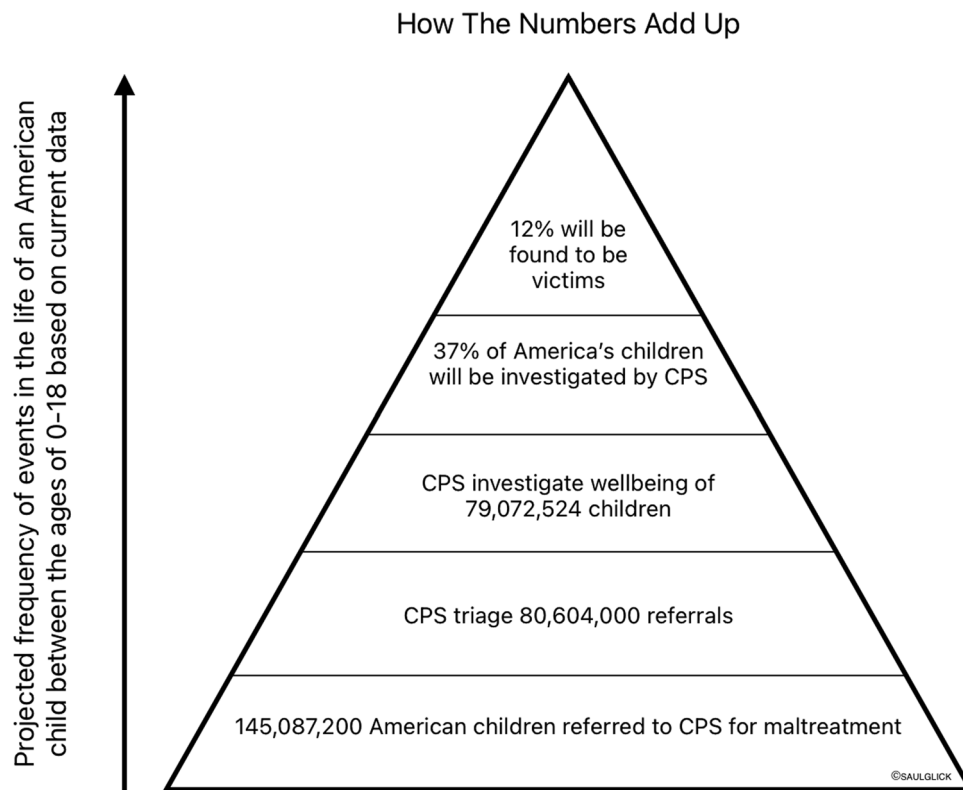 How The Numbers Add Up
Projected frequency of events in the life of an American
child between the ages of 0-18 based on current data
12% will be
found to be
victims
37% of America's children
will be investigated by CPS
CPS investigate wellbeing of
79,072,524 children
CPS triage 80,604,000 referrals
145,087,200 American children referred to CPS for maltreatment
©SAULGLICK